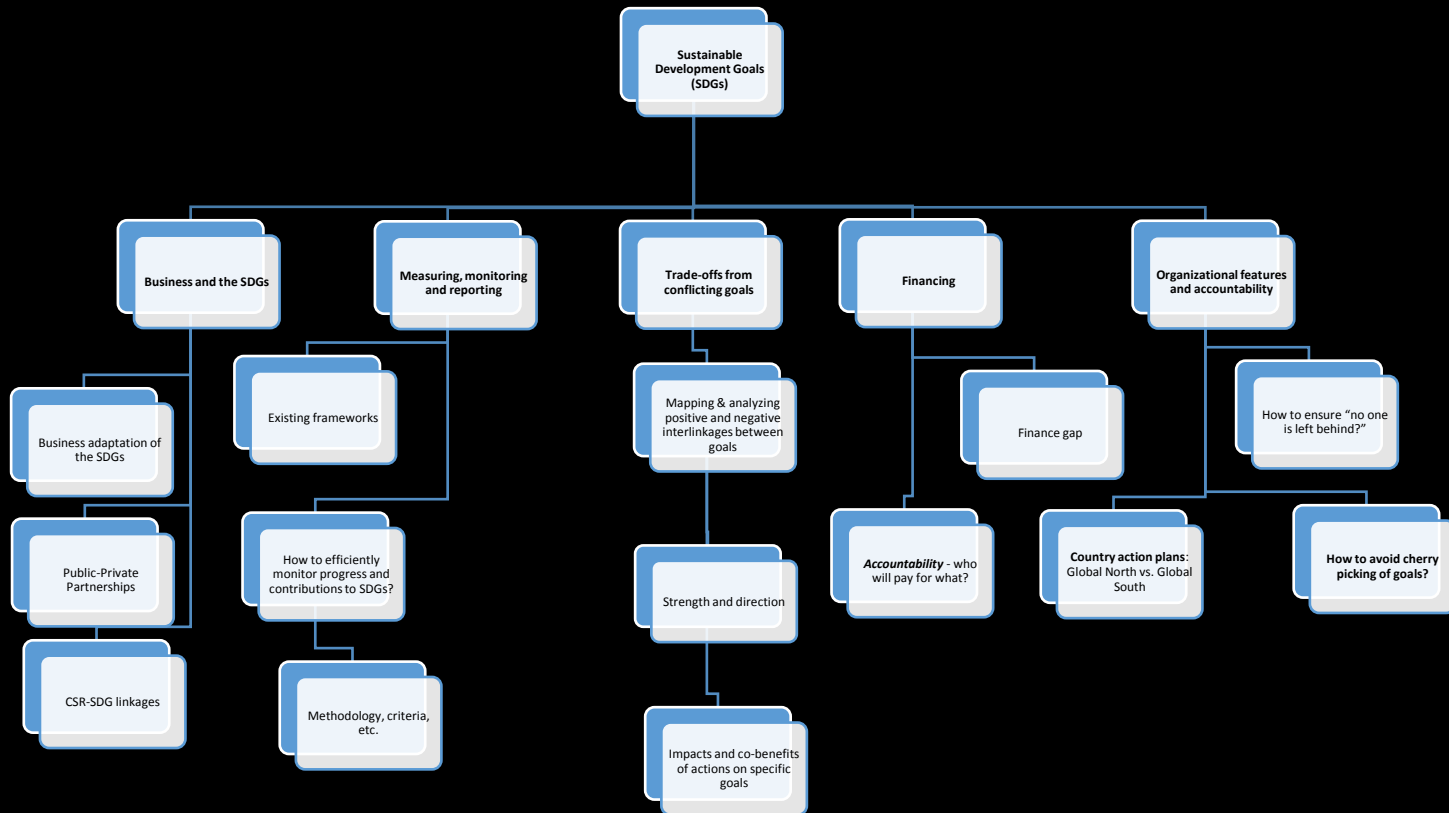 Sustainable
Development Goals
(SDGs)
Business and the SDGs
Measuring, monitoring
and reporting
Trade-offs from
conflicting goals
Financing
Organizational features
and accountability
Business adaptation of
the SDGs
Public-Private
Partnerships
CSR-SDG linkages
Existing frameworks
How to efficiently
monitor progress and
contributions to SDGs?
Methodology, criteria,
etc.
Mapping & analyzing
positive and negative
interlinkages between
goals
Strength and direction
Impacts and co-benefits
of actions on specific
goals
Finance gap
Accountability - who
will pay for what?
How to ensure “no one
is left behind?”
Country action plans:
Global North vs. Global
South
How to avoid cherry
picking of goals?